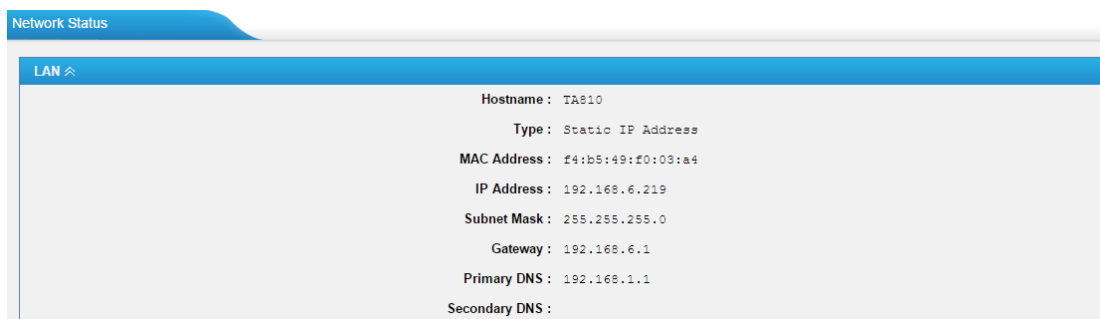 Network Status
LAN
Hostname : TA810
Type : Static IP Address
MAC Address : f4:b5:49:f0:03:a4
IP Address : 192.168.6.219
Subnet Mask : 255.255.255.0
Gateway : 192.168.6.1
Primary DNS : 192.168.1.1
Secondary DNS :